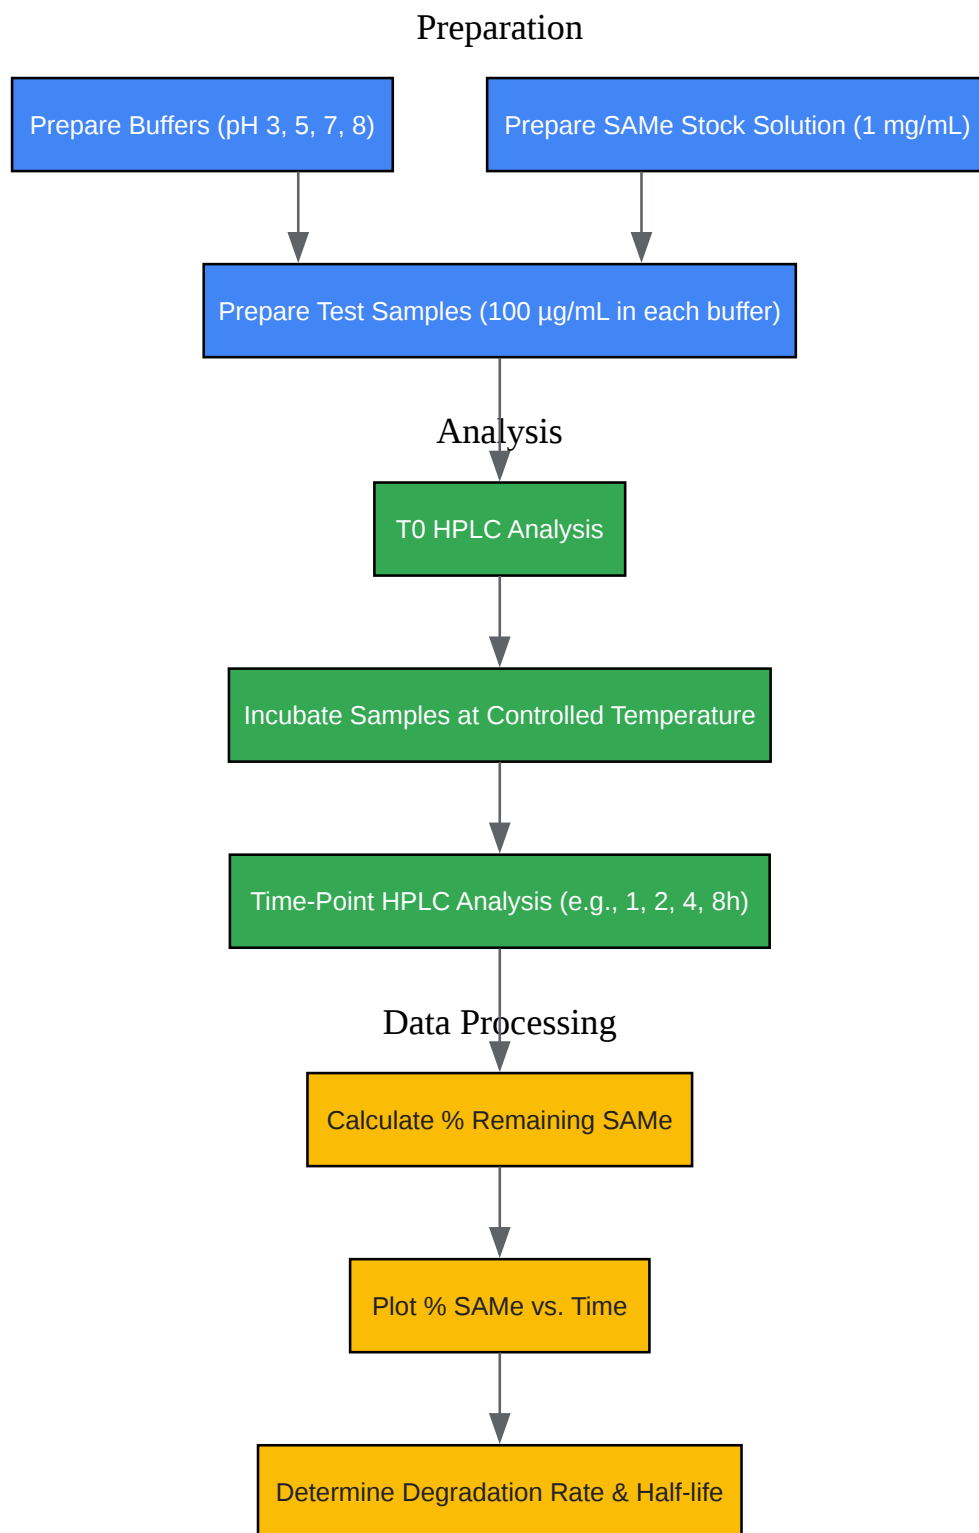 Preparation
Prepare Buffers (pH 3, 5, 7, 8)
Prepare SAMe Stock Solution (1 mg/mL)
Prepare Test Samples (100 µg/mL in each buffer)
Analysis
T0 HPLC Analysis
Incubate Samples at Controlled Temperature
Time-Point HPLC Analysis (e.g., 1, 2, 4, 8h)
Data Processing
Calculate % Remaining SAMe
Plot % SAMe vs. Time
Determine Degradation Rate & Half-life